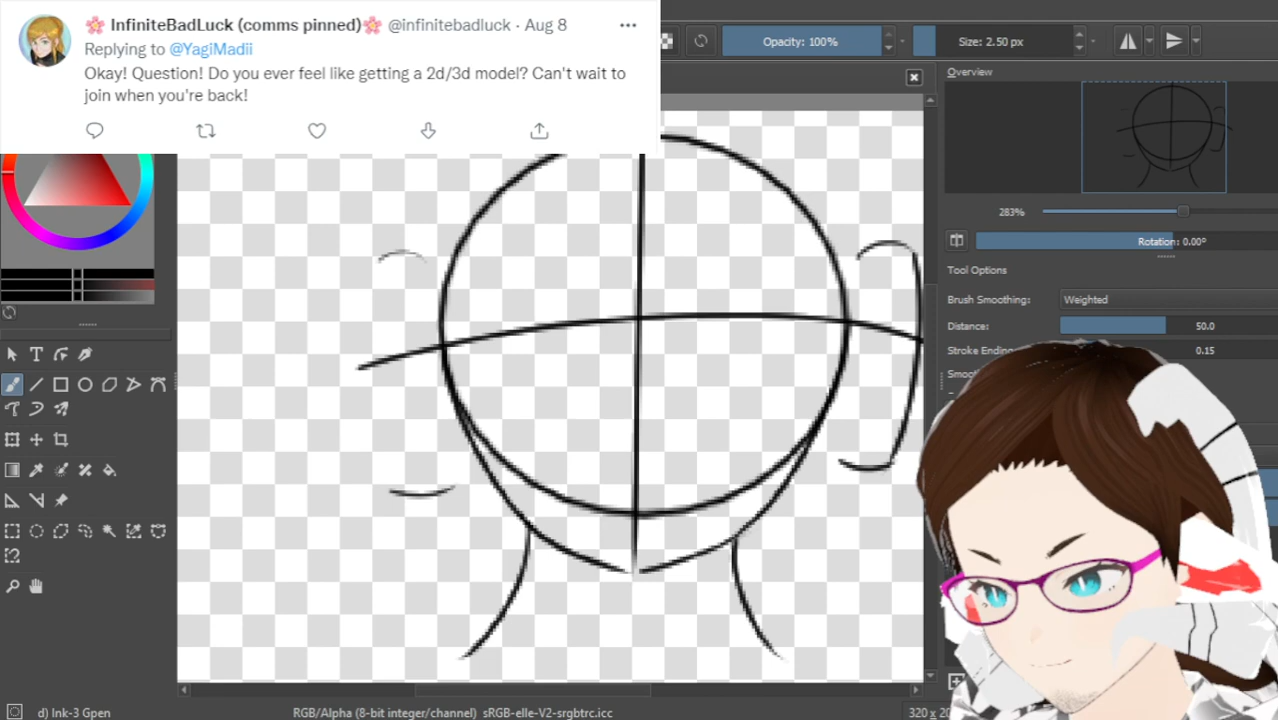 🌸 InfiniteBadLuck (comms pinned)🌸 @infinitebadluck · Aug 8
Replying to @YagiMadii
Okay! Question! Do you ever feel like getting a 2d/3d model? Can't wait to
join when you're back!
Opacity: 100%
Size: 2.50 px
Overview
283%
Rotation: 0.00°
Tool Options
Brush Smoothing: Weighted
Distance: 50.0
Stroke Ending 0.15
d) Ink-3 Gpen
RGB/Alpha (8-bit integer/channel) sRGB-elle-V2-srgbtrc.icc
320 x